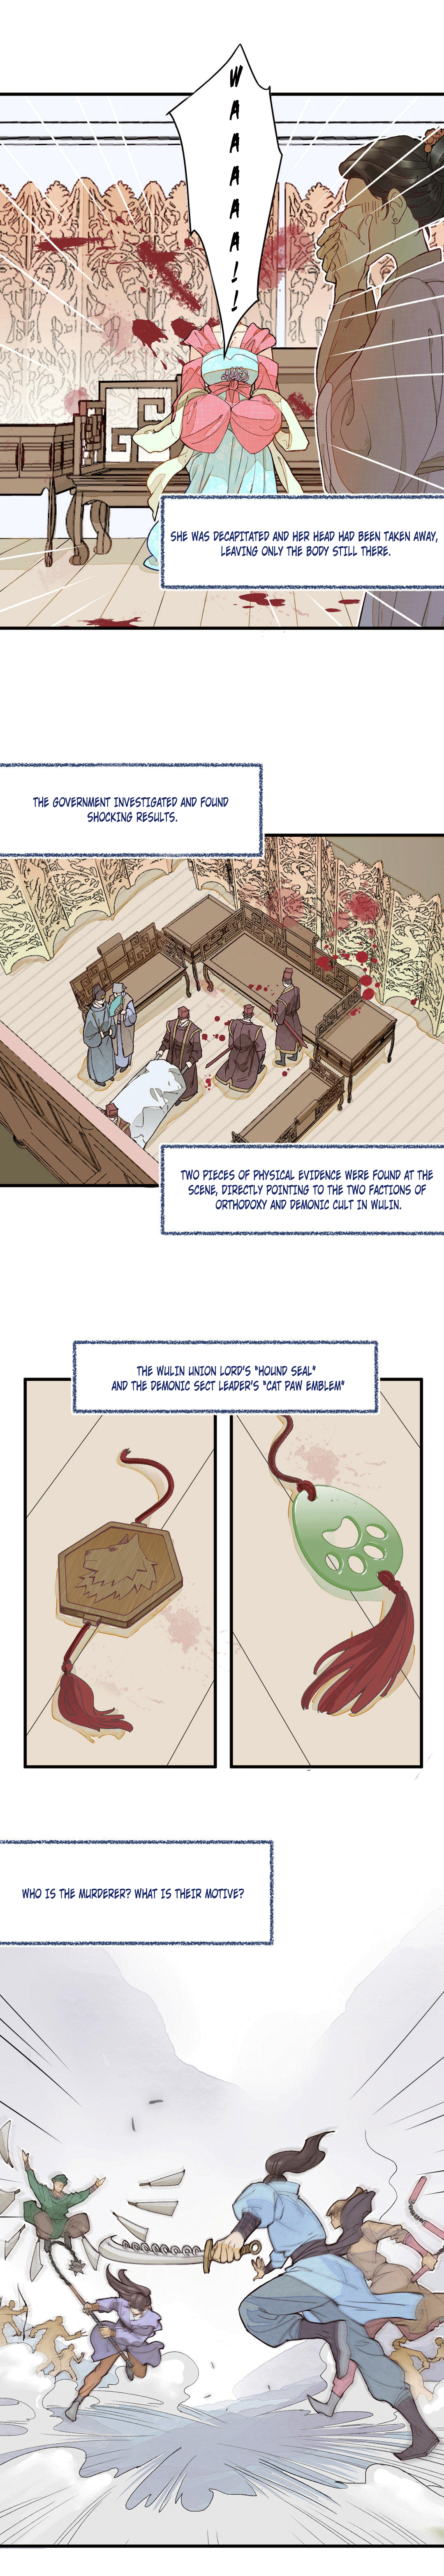 WAAAAA!!
SHE WAS DECAPITATED AND HER HEAD HAD BEEN TAKEN AWAY,
LEAVING ONLY THE BODY STILL THERE.
THE GOVERNMENT INVESTIGATED AND FOUND
SHOCKING RESULTS.
TWO PIECES OF PHYSICAL EVIDENCE WERE FOUND AT THE
SCENE, DIRECTLY POINTING TO THE TWO FACTIONS OF
ORTHODOXY AND DEMONIC CULT IN WULIN.
THE WULIN UNION LORD'S "HOUND SEAL"
AND THE DEMONIC SECT LEADER'S "CAT PAW EMBLEM"
WHO IS THE MURDERER? WHAT IS THEIR MOTIVE?